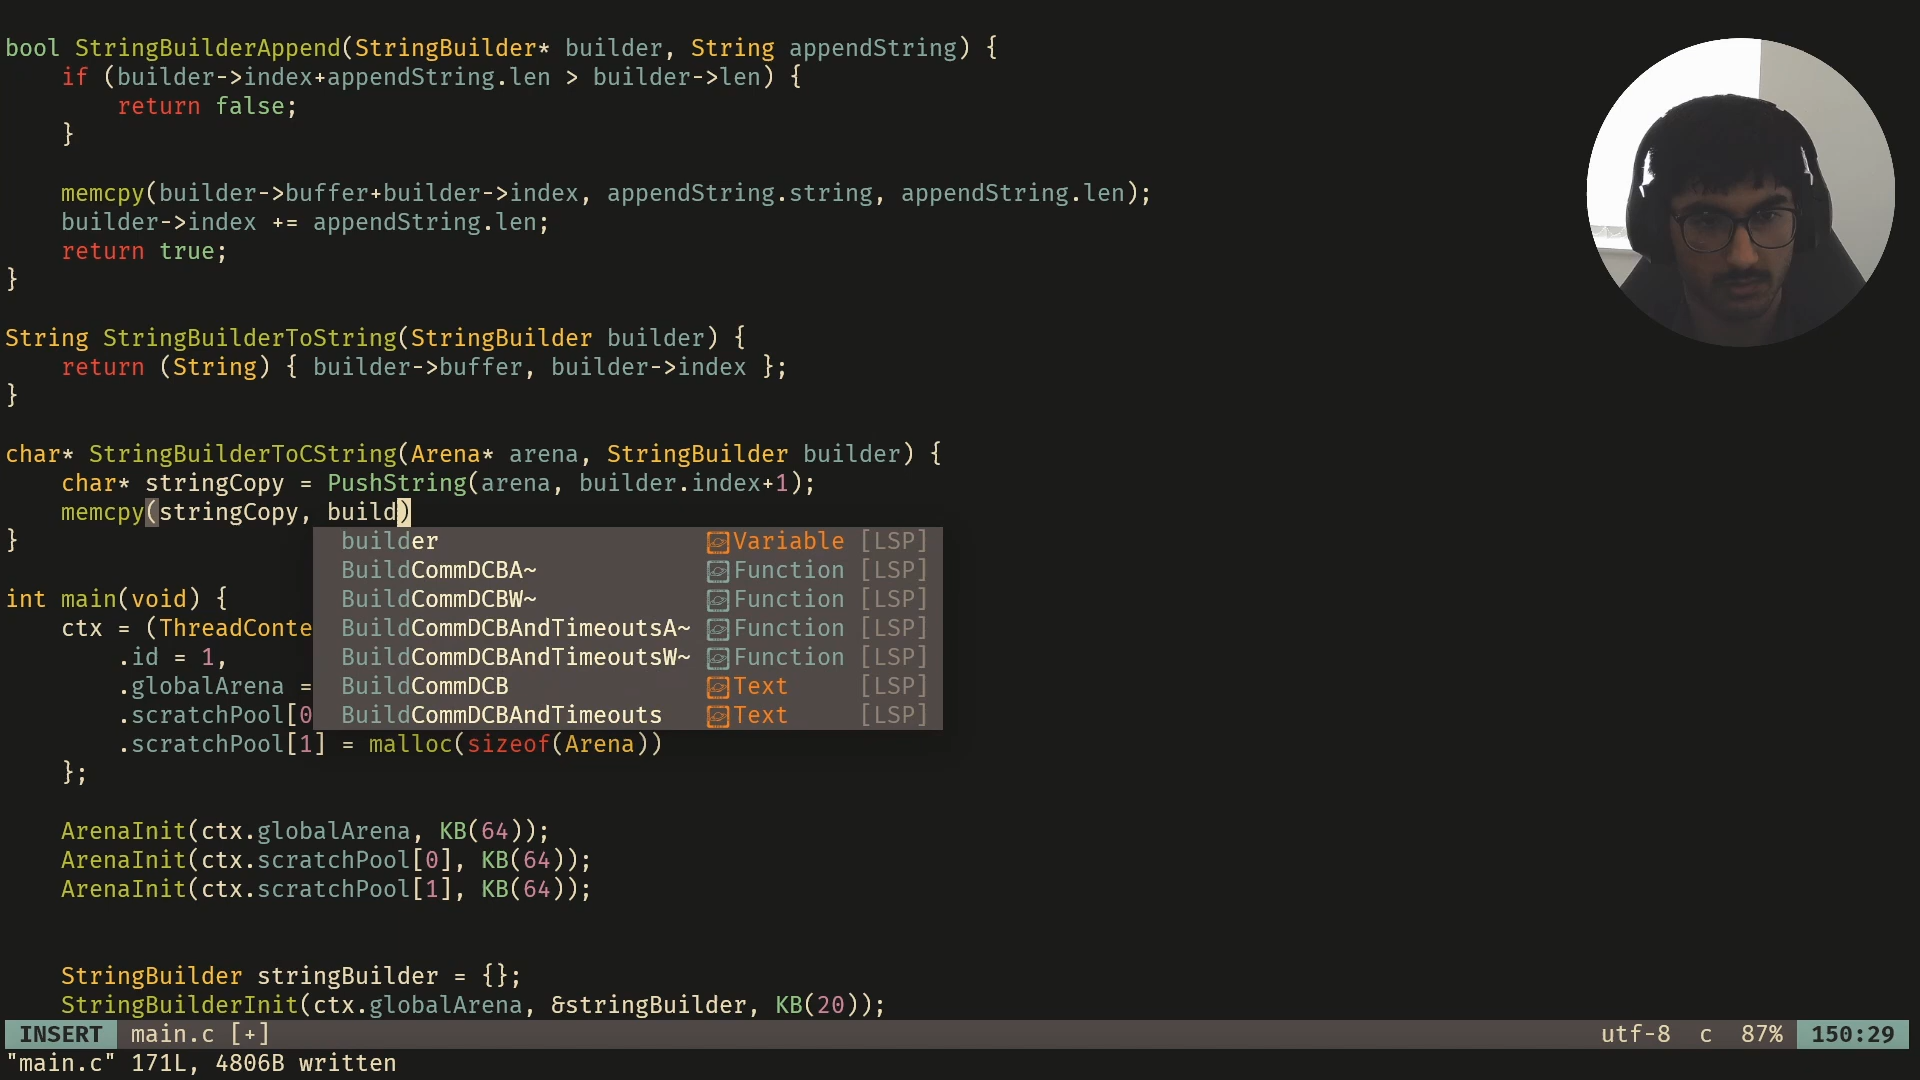 bool StringBuilderAppend(StringBuilder* builder, String appendString) {
    if (builder->index+appendString.len > builder->len) {
        return false;
    }
    memcpy(builder->buffer+builder->index, appendString.string, appendString.len);
    builder->index += appendString.len;
    return true;
}
String StringBuilderToString(StringBuilder builder) {
    return (String) { builder->buffer, builder->index };
}
char* StringBuilderToCString(Arena* arena, StringBuilder builder) {
    char* stringCopy = PushString(arena, builder.index+1);
    memcpy(stringCopy, build)
}
builder Variable [LSP]
BuildCommDCBA~ Function [LSP]
BuildCommDCBW~ Function [LSP]
BuildCommDCBAndTimeoutsA~ Function [LSP]
BuildCommDCBAndTimeoutsW~ Function [LSP]
BuildCommDCB Text [LSP]
BuildCommDCBAndTimeouts Text [LSP]
int main(void) {
    ctx = (ThreadConte
        .id = 1,
        .globalArena =
        .scratchPool[0
        .scratchPool[1] = malloc(sizeof(Arena))
    };
    ArenaInit(ctx.globalArena, KB(64));
    ArenaInit(ctx.scratchPool[0], KB(64));
    ArenaInit(ctx.scratchPool[1], KB(64));
    StringBuilder stringBuilder = {};
    StringBuilderInit(ctx.globalArena, &stringBuilder, KB(20));
INSERT main.c [+] utf-8 c 87% 150:29
"main.c" 171L, 4806B written